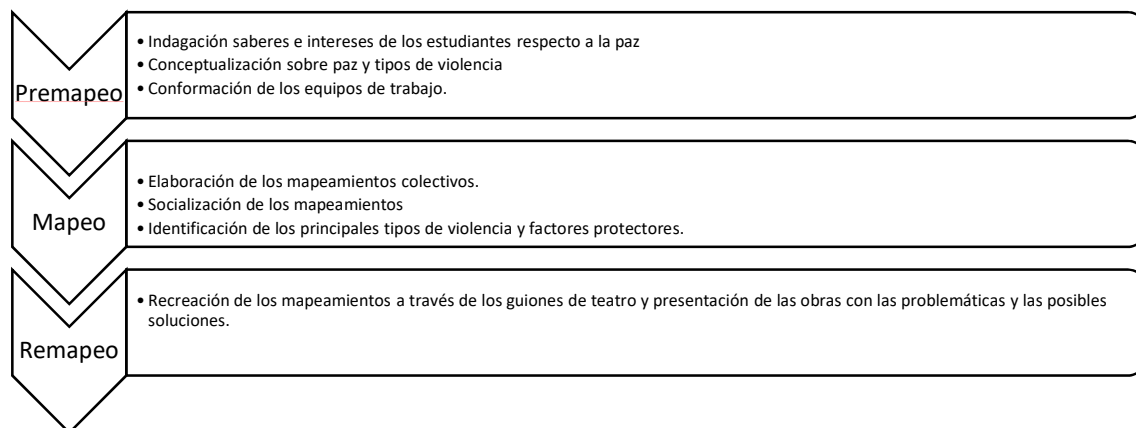 Premapeo
• Indagación saberes e intereses de los estudiantes respecto a la paz
• Conceptualización sobre paz y tipos de violencia
• Conformación de los equipos de trabajo.
Mapeo
• Elaboración de los mapeamientos colectivos.
• Socialización de los mapeamientos
• Identificación de los principales tipos de violencia y factores protectores.
Remapeo
• Recreación de los mapeamientos a través de los guiones de teatro y presentación de las obras con las problemáticas y las posibles
soluciones.